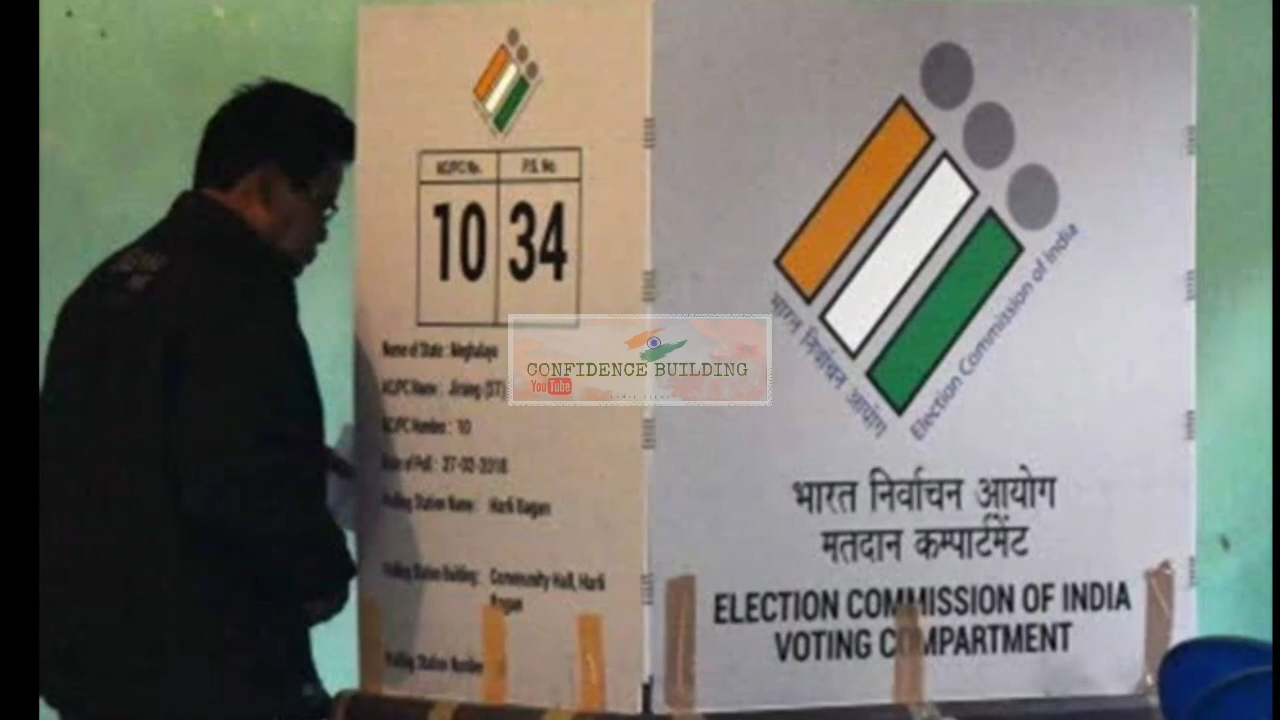 AC/PC No. P.S. No.
10 34
Name of State : Meghalaya
AC/PC Name : Jirang (ST)
AC/PC Number : 10
Date of Poll : 27-02-2018
Polling Station Name : Harli Bagan
Polling Station Building : Community Hall, Harli
Bagan
Polling Station Number
भारत निर्वाचन आयोग
Election Commission of India
भारत निर्वाचन आयोग
मतदान कम्पार्टमेंट
ELECTION COMMISSION OF INDIA
VOTING COMPARTMENT
CONFIDENCE BUILDING
YouTube